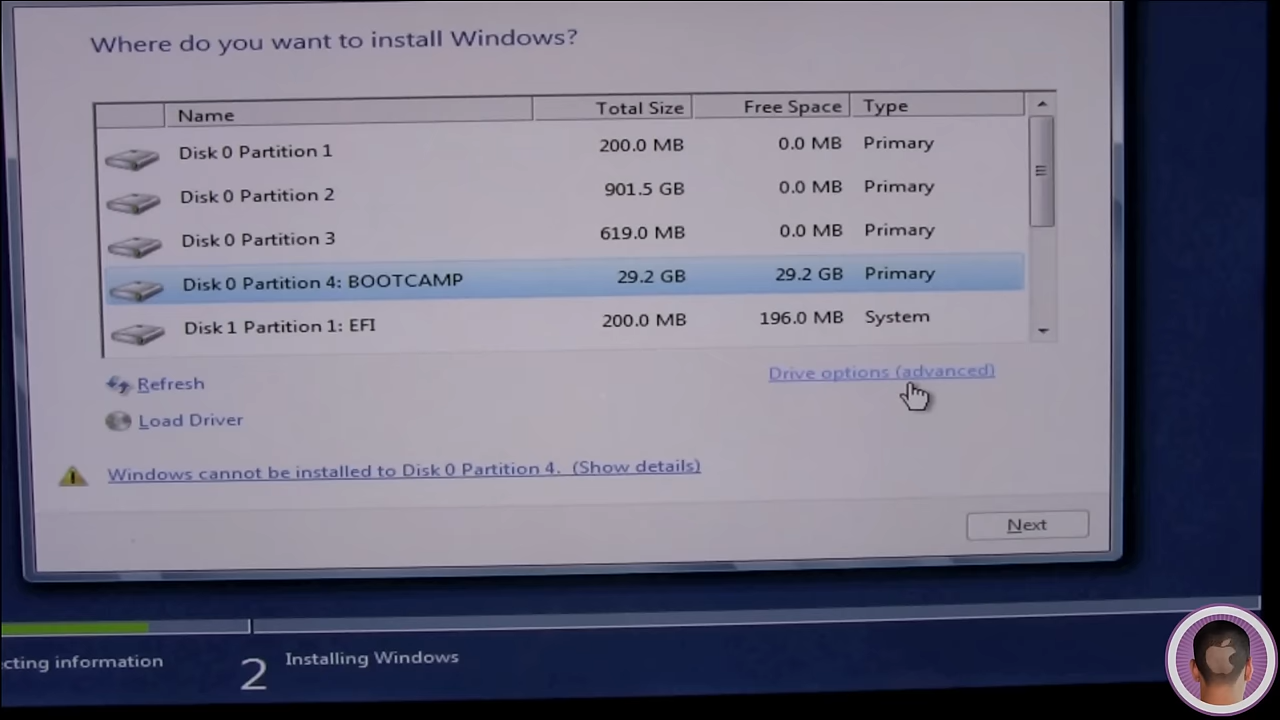 Where do you want to install Windows?
Name Total Size Free Space Type
Disk 0 Partition 1 200.0 MB 0.0 MB Primary
Disk 0 Partition 2 901.5 GB 0.0 MB Primary
Disk 0 Partition 3 619.0 MB 0.0 MB Primary
Disk 0 Partition 4: BOOTCAMP 29.2 GB 29.2 GB Primary
Disk 1 Partition 1: EFI 200.0 MB 196.0 MB System
Refresh
Drive options (advanced)
Load Driver
Windows cannot be installed to Disk 0 Partition 4. (Show details)
Next
cting information
2 Installing Windows